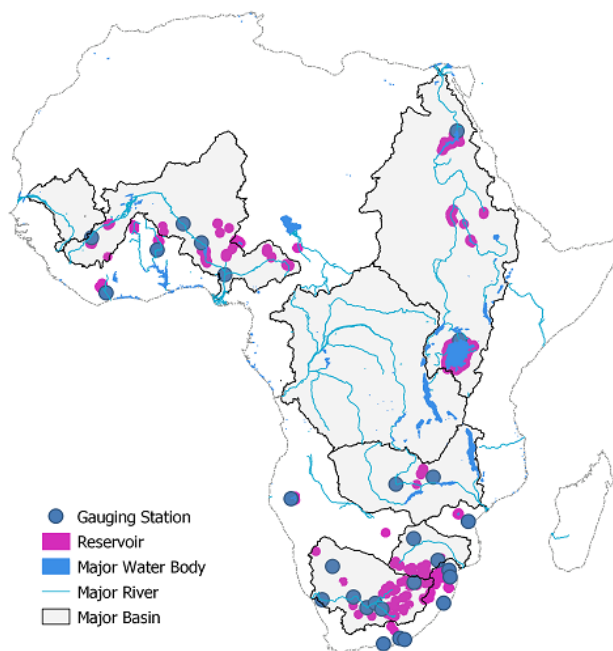 Gauging Station
Reservoir
Major Water Body
Major River
Major Basin